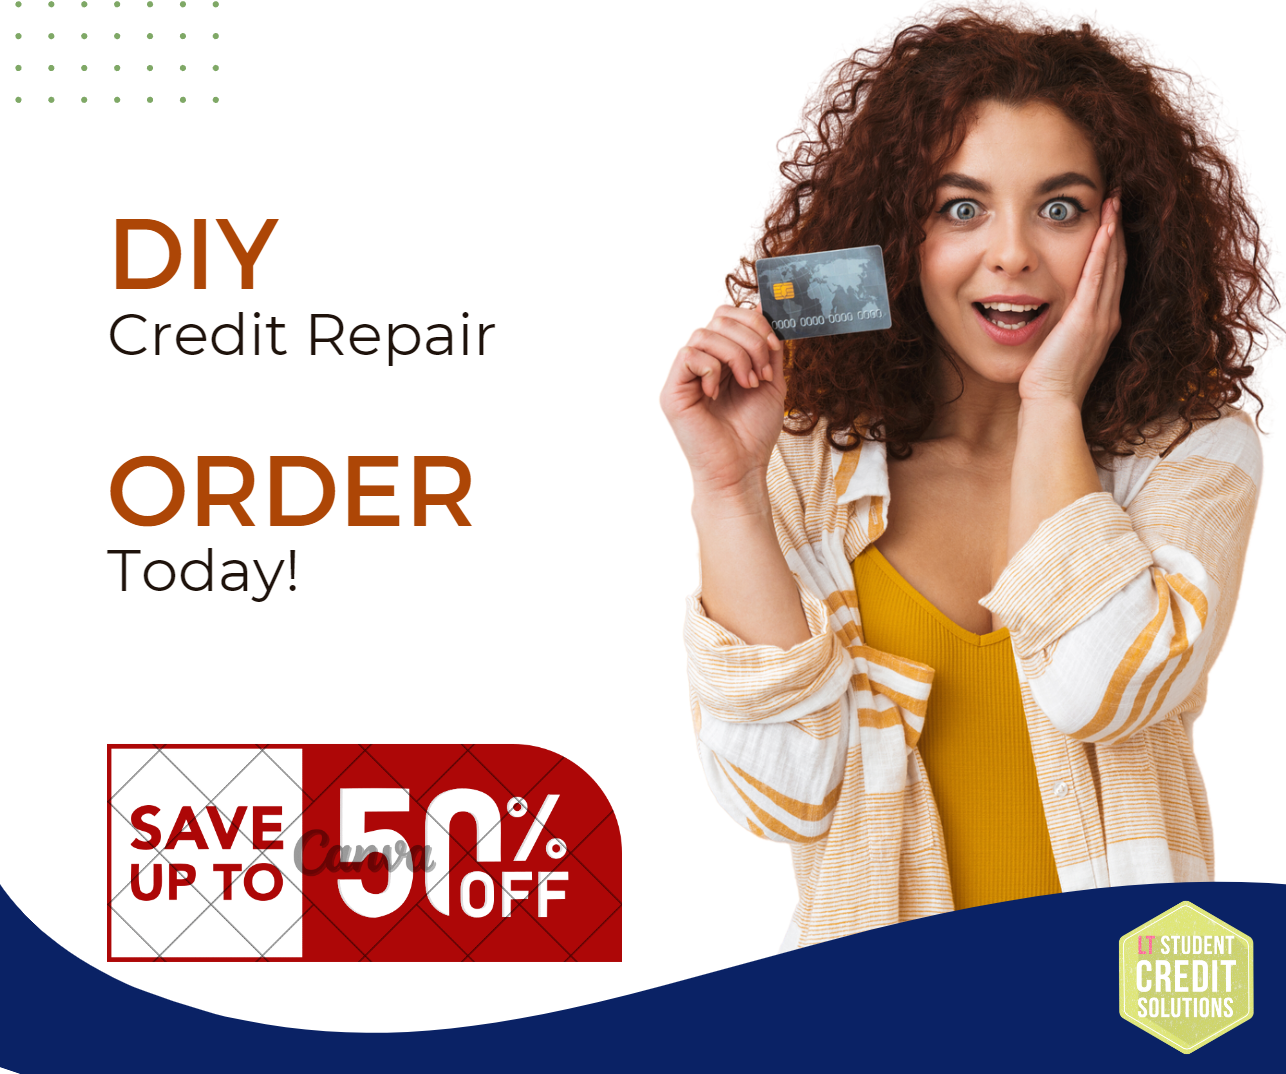 DIY
Credit Repair
ORDER
Today!
SAVE
UP TO
50%
OFF
Canva
0000 0000 0000 0000
LT STUDENT
CREDIT
SOLUTIONS